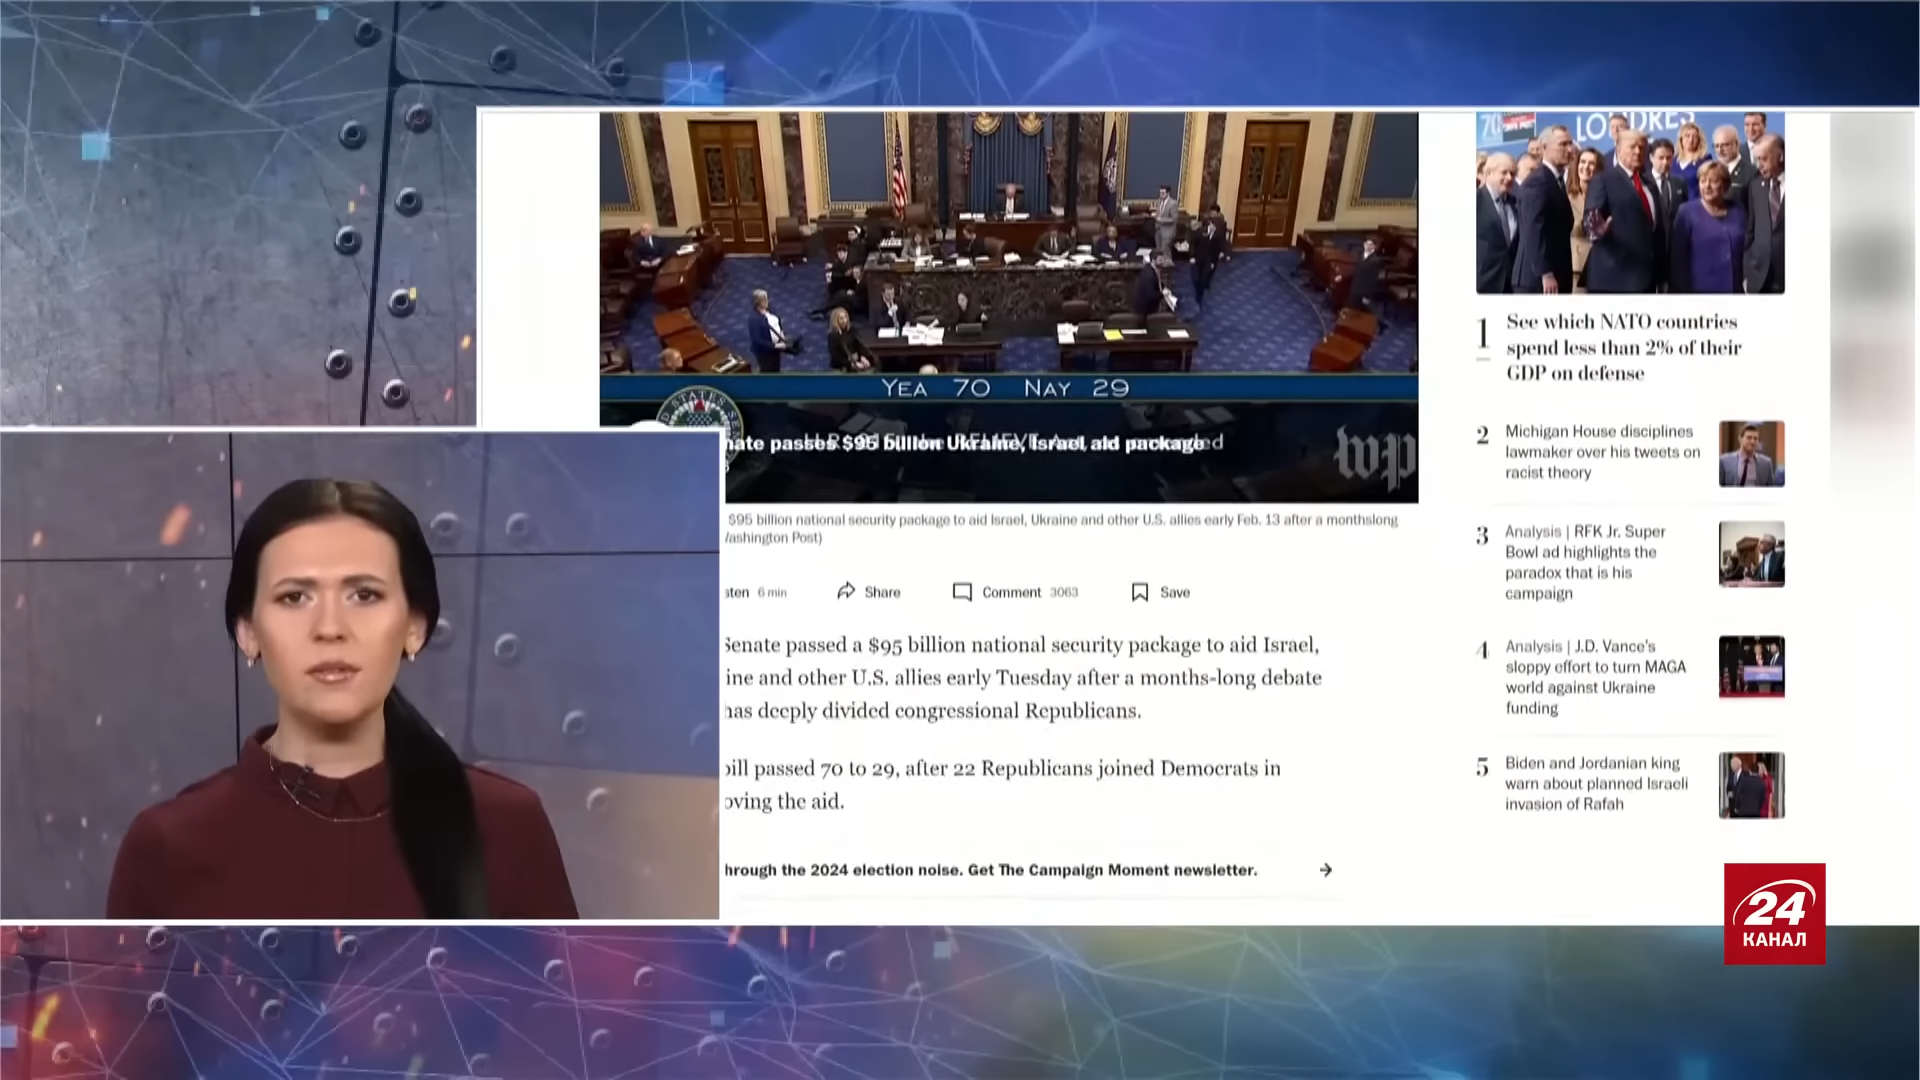 LONDRES
70
YEA 70 NAY 29
nate passes $95 billion Ukraine, Israel aid package
wp
$95 billion national security package to aid Israel, Ukraine and other U.S. allies early Feb. 13 after a monthslong
ashington Post)
sten 6 min Share Comment 3063 Save
Senate passed a $95 billion national security package to aid Israel,
ine and other U.S. allies early Tuesday after a months-long debate
has deeply divided congressional Republicans.
bill passed 70 to 29, after 22 Republicans joined Democrats in
oving the aid.
hrough the 2024 election noise. Get The Campaign Moment newsletter.
1 See which NATO countries
spend less than 2% of their
GDP on defense
2 Michigan House disciplines
lawmaker over his tweets on
racist theory
3 Analysis | RFK Jr. Super
Bowl ad highlights the
paradox that is his
campaign
4 Analysis | J.D. Vance's
sloppy effort to turn MAGA
world against Ukraine
funding
5 Biden and Jordanian king
warn about planned Israeli
invasion of Rafah
24
КАНАЛ